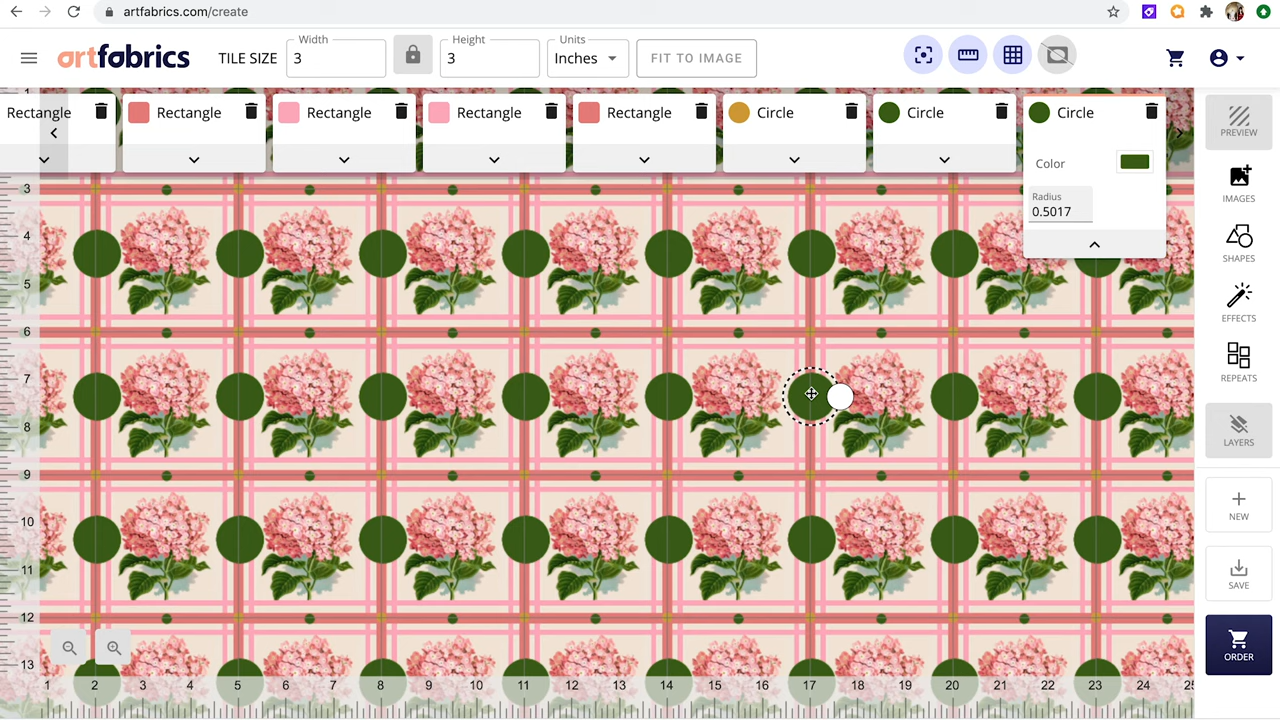 artfabrics.com/create
artfabrics
TILE SIZE
Width
3
Height
3
Units
Inches
FIT TO IMAGE
Rectangle
Rectangle
Rectangle
Rectangle
Rectangle
Circle
Circle
Circle
Color
Radius
0.5017
PREVIEW
IMAGES
SHAPES
EFFECTS
REPEATS
LAYERS
NEW
SAVE
ORDER
3
4
5
6
7
8
9
10
11
12
13
1 2 3 4 5 6 7 8 9 10 11 12 13 14 15 16 17 18 19 20 21 22 23 24